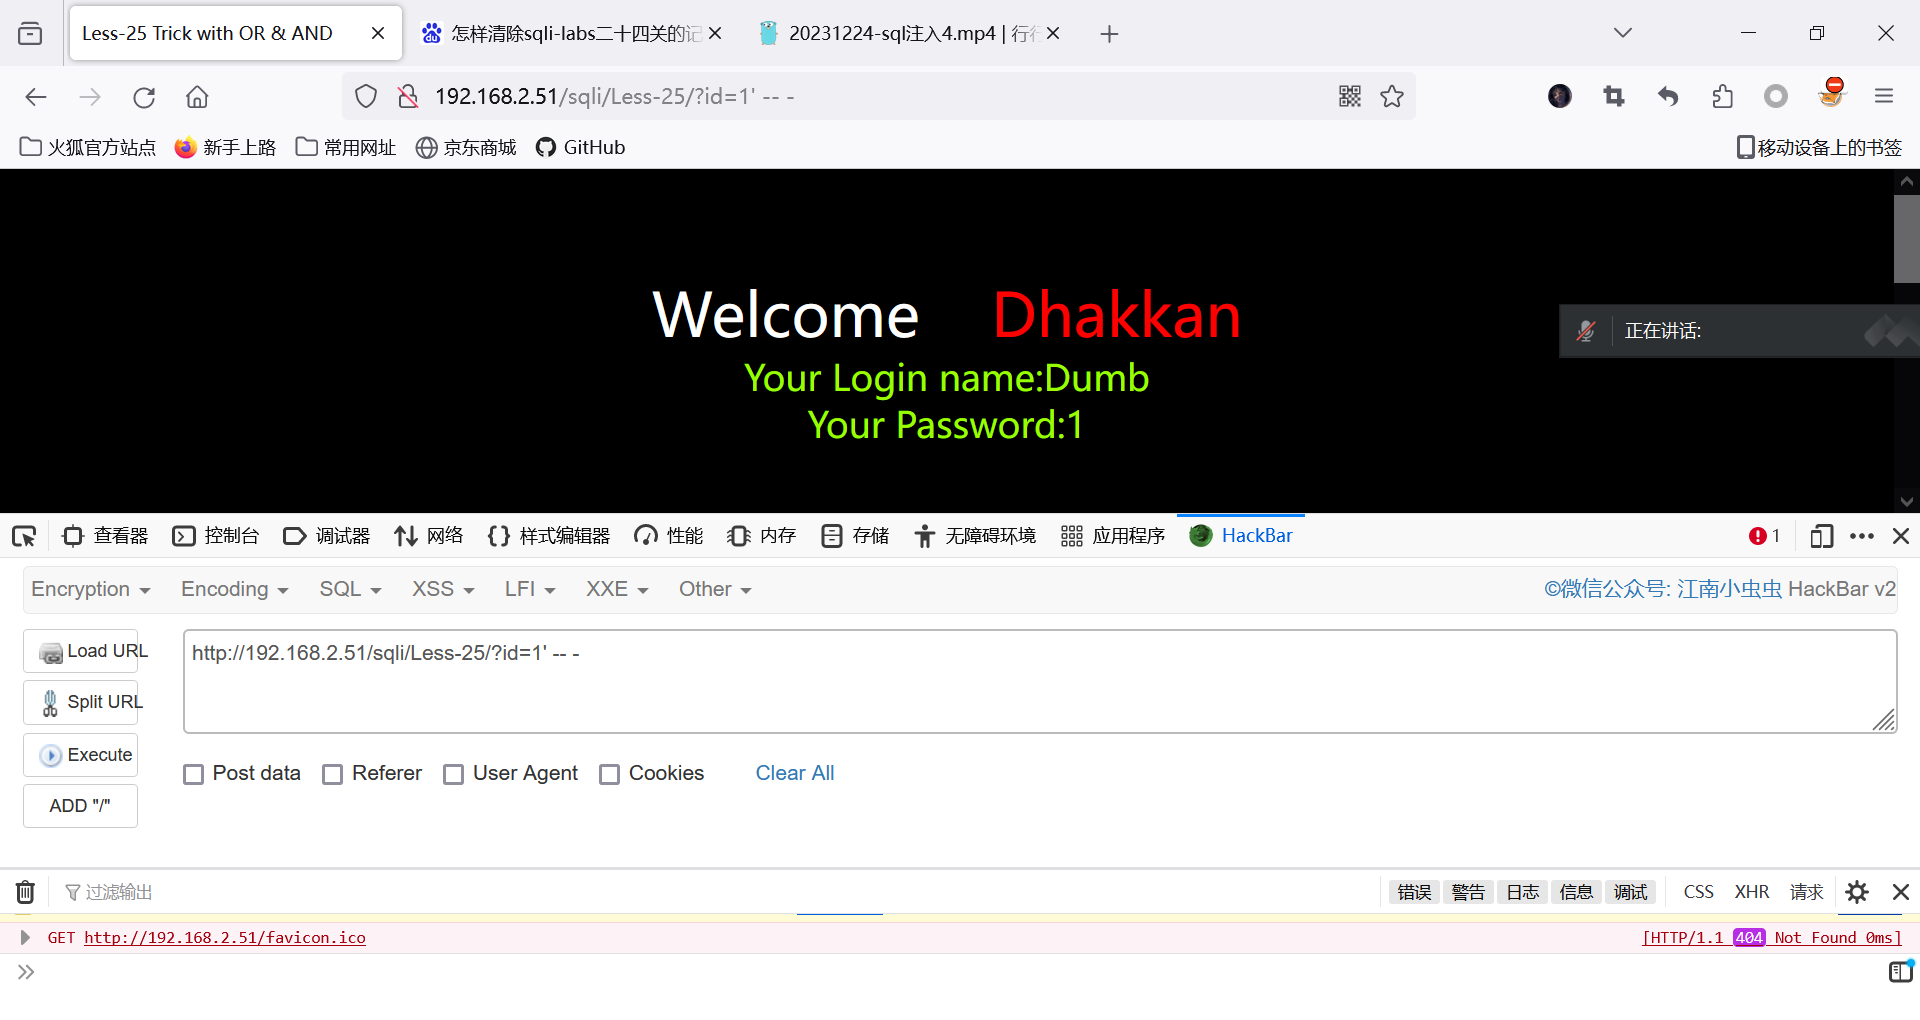 Less-25 Trick with OR & AND
怎样清除sqli-labs二十四关的记
20231224-sql注入4.mp4 | 行行
192.168.2.51/sqli/Less-25/?id=1' -- -
火狐官方站点
新手上路
常用网址
京东商城
GitHub
移动设备上的书签
Welcome Dhakkan
Your Login name:Dumb
Your Password:1
正在讲话:
查看器
控制台
调试器
网络
样式编辑器
性能
内存
存储
无障碍环境
应用程序
HackBar
1
Encryption
Encoding
SQL
XSS
LFI
XXE
Other
©微信公众号: 江南小虫虫 HackBar v2
Load URL
http://192.168.2.51/sqli/Less-25/?id=1' -- -
Split URL
Execute
Post data
Referer
User Agent
Cookies
Clear All
ADD "/"
过滤输出
错误
警告
日志
信息
调试
CSS
XHR
请求
GET http://192.168.2.51/favicon.ico
[HTTP/1.1 404 Not Found 0ms]